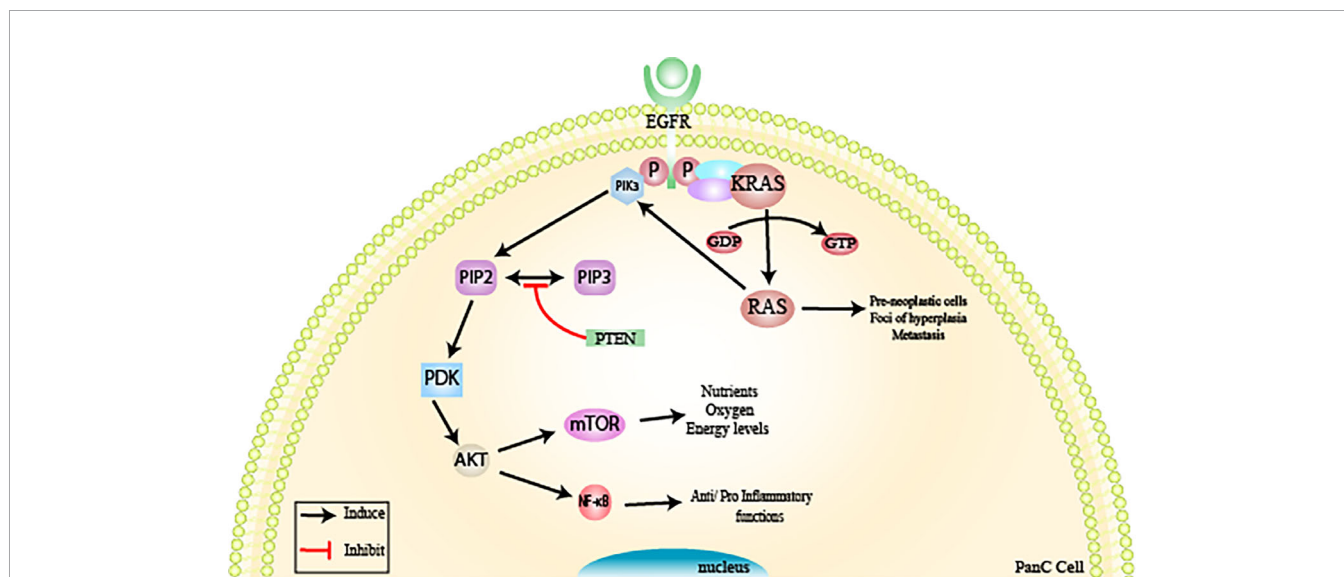 EGFR
P
P
PIK3
KRAS
GDP
GTP
PIP2
PIP3
RAS
Pre-neoplastic cells
Foci of hyperplasia
Metastasis
PTEN
PDK
Nutrients
Oxygen
Energy levels
mTOR
AKT
NF-κB
Anti/ Pro Inflammatory
functions
Induce
Inhibit
nucleus
PanC Cell